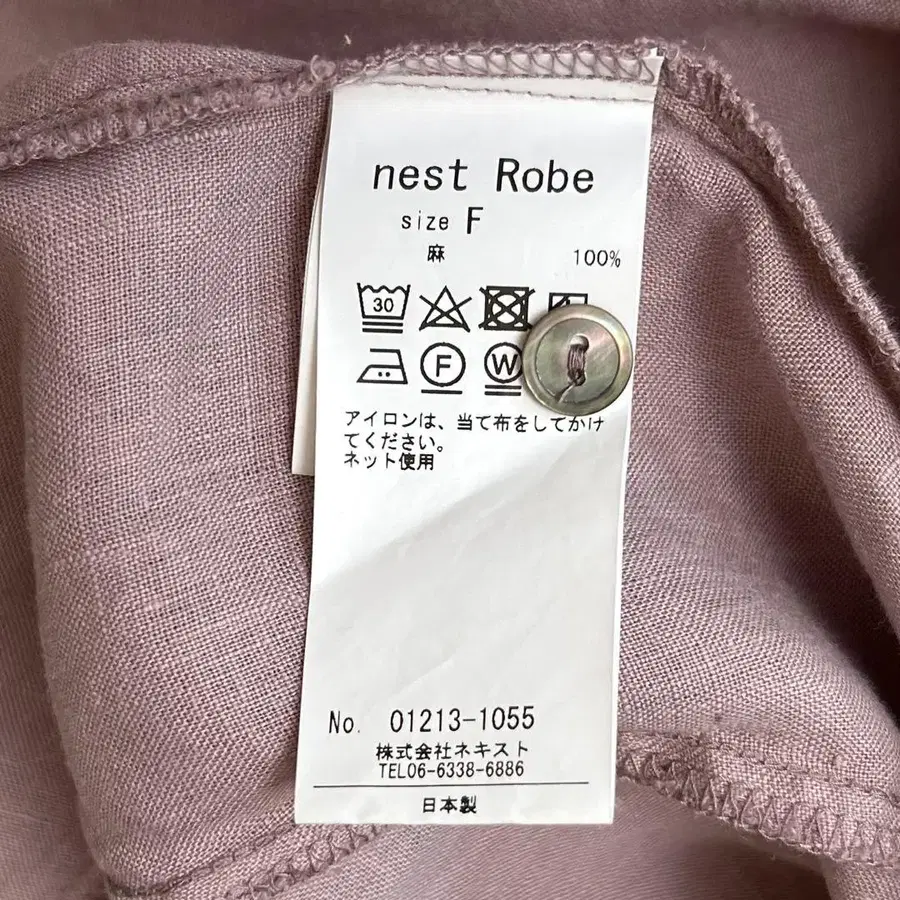 nest Robe
size F
麻 100%
30
F W
アイロンは、当て布をしてかけ
てください。
ネット使用
No. 01213-1055
株式会社ネキスト
TEL06-6338-6886
日本製